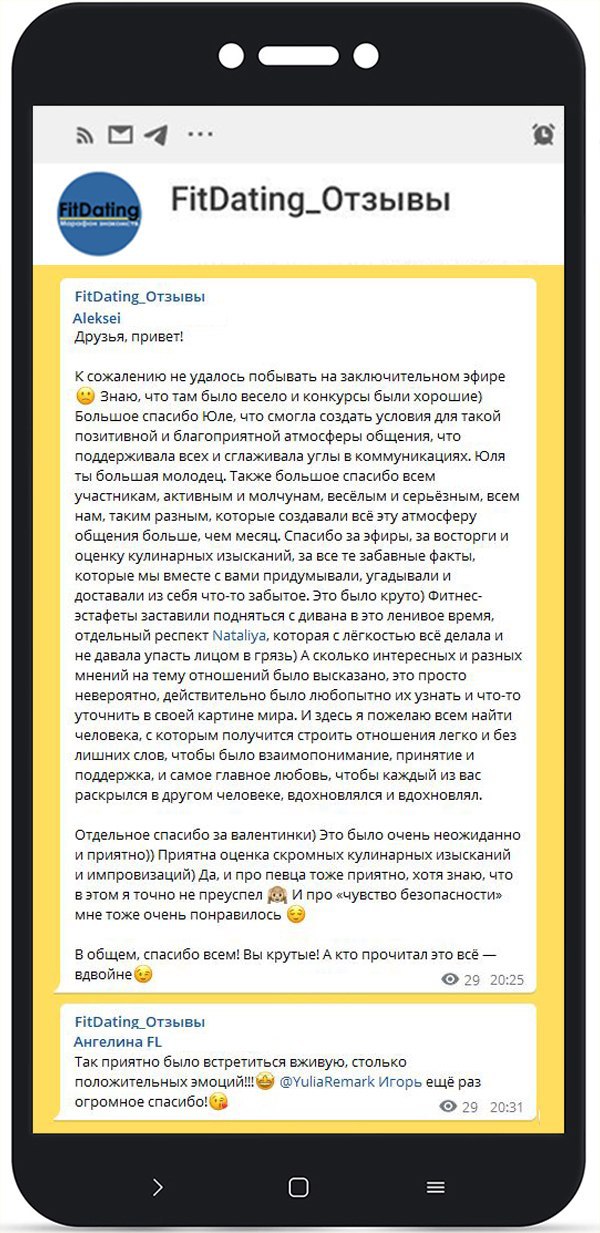 FitDating
Марафон знакомств
FitDating_Отзывы
FitDating_Отзывы
Aleksei
Друзья, привет!
К сожалению не удалось побывать на заключительном эфире
🙁 Знаю, что там было весело и конкурсы были хорошие)
Большое спасибо Юле, что смогла создать условия для такой
позитивной и благоприятной атмосферы общения, что
поддерживала всех и сглаживала углы в коммуникациях. Юля
ты большая молодец. Также большое спасибо всем
участникам, активным и молчунам, весёлым и серьёзным, всем
нам, таким разным, которые создавали всё эту атмосферу
общения больше, чем месяц. Спасибо за эфиры, за восторги и
оценку кулинарных изысканий, за все те забавные факты,
которые мы вместе с вами придумывали, угадывали и
доставали из себя что-то забытое. Это было круто) Фитнес-
эстафеты заставили подняться с дивана в это ленивое время,
отдельный респект Nataliya, которая с лёгкостью всё делала и
не давала упасть лицом в грязь) А сколько интересных и разных
мнений на тему отношений было высказано, это просто
невероятно, действительно было любопытно их узнать и что-то
уточнить в своей картине мира. И здесь я пожелаю всем найти
человека, с которым получится строить отношения легко и без
лишних слов, чтобы было взаимопонимание, принятие и
поддержка, и самое главное любовь, чтобы каждый из вас
раскрылся в другом человеке, вдохновлялся и вдохновлял.
Отдельное спасибо за валентинки) Это было очень неожиданно
и приятно)) Приятна оценка скромных кулинарных изысканий
и импровизаций) Да, и про певца тоже приятно, хотя знаю, что
в этом я точно не преуспел 🙈 И про «чувство безопасности»
мне тоже очень понравилось 😌
В общем, спасибо всем! Вы крутые! А кто прочитал это всё —
вдвойне😉
29 20:25
FitDating_Отзывы
Ангелина FL
Так приятно было встретиться вживую, столько
положительных эмоций!!!🤩 @YuliaRemark Игорь ещё раз
огромное спасибо!😘
29 20:31